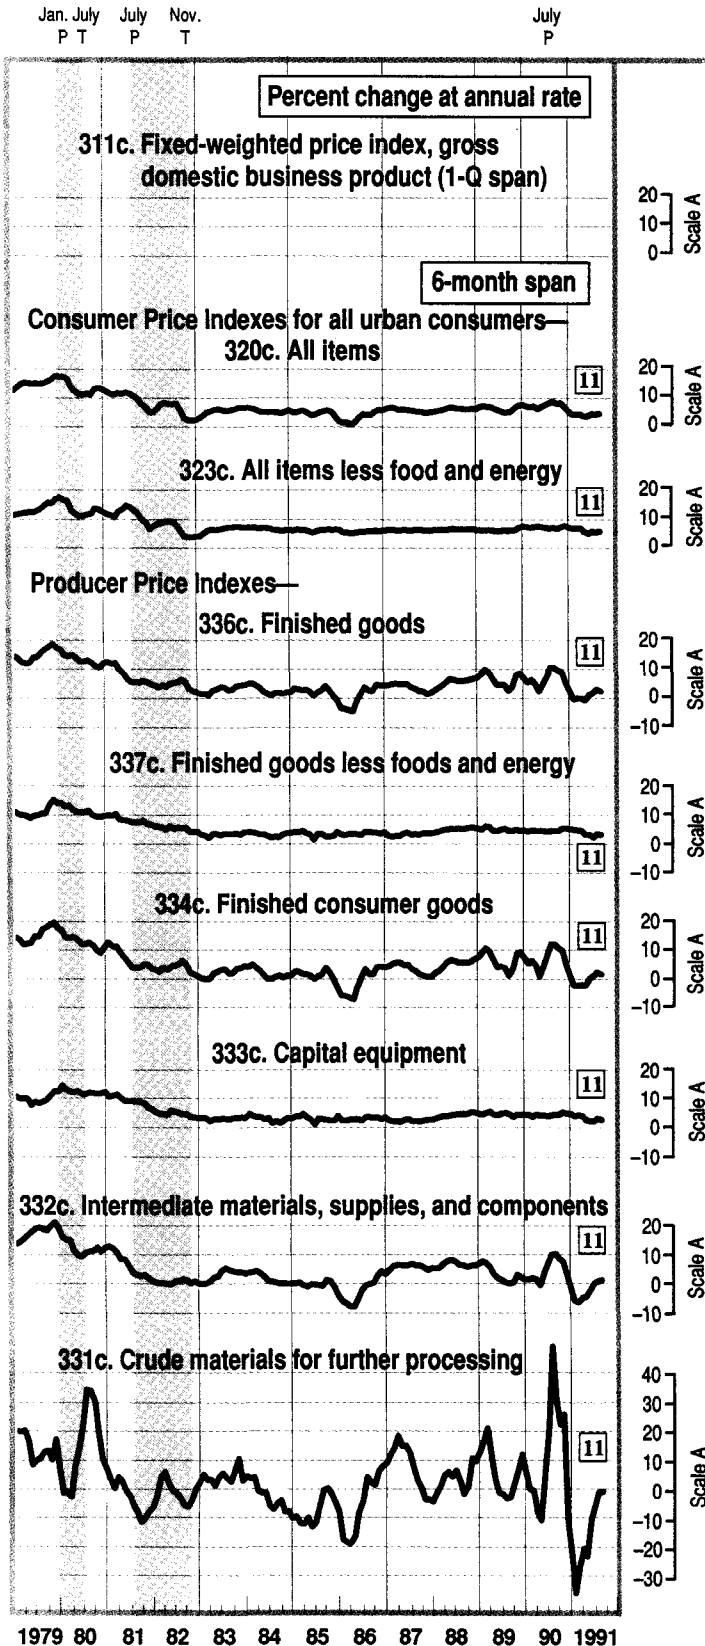 Jan. July July Nov. July
P T P T P
Percent change at annual rate
311c. Fixed-weighted price index, gross
domestic business product (1-Q span)
20
10
0
Scale A
6-month span
Consumer Price Indexes for all urban consumers—
320c. All items
11
20
10
0
Scale A
323c. All items less food and energy
11
20
10
0
Scale A
Producer Price Indexes—
336c. Finished goods
11
20
10
0
–10
Scale A
337c. Finished goods less foods and energy
11
20
10
0
–10
Scale A
334c. Finished consumer goods
11
20
10
0
–10
Scale A
333c. Capital equipment
11
20
10
0
–10
Scale A
332c. Intermediate materials, supplies, and components
11
20
10
0
–10
Scale A
331c. Crude materials for further processing
11
40
30
20
10
0
–10
–20
–30
Scale A
1979 80 81 82 83 84 85 86 87 88 89 90 1991